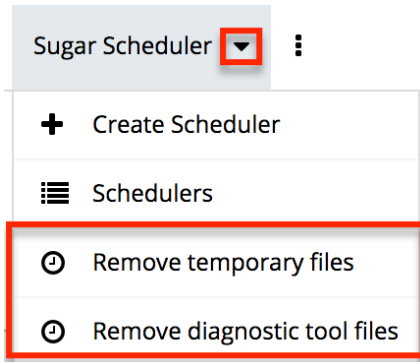 Sugar Scheduler
Create Scheduler
Schedulers
Remove temporary files
Remove diagnostic tool files